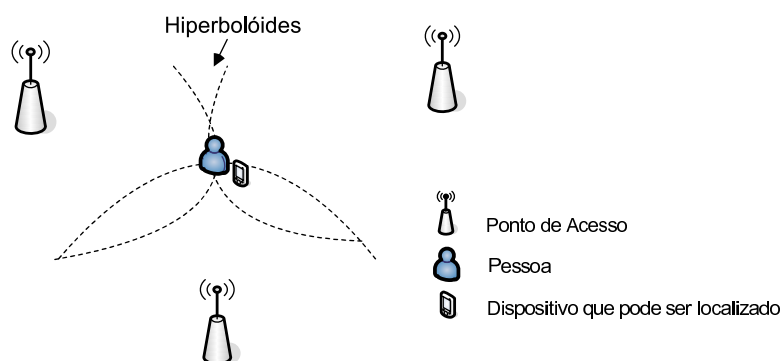 Hiperbolóides
Ponto de Acesso
Pessoa
Dispositivo que pode ser localizado